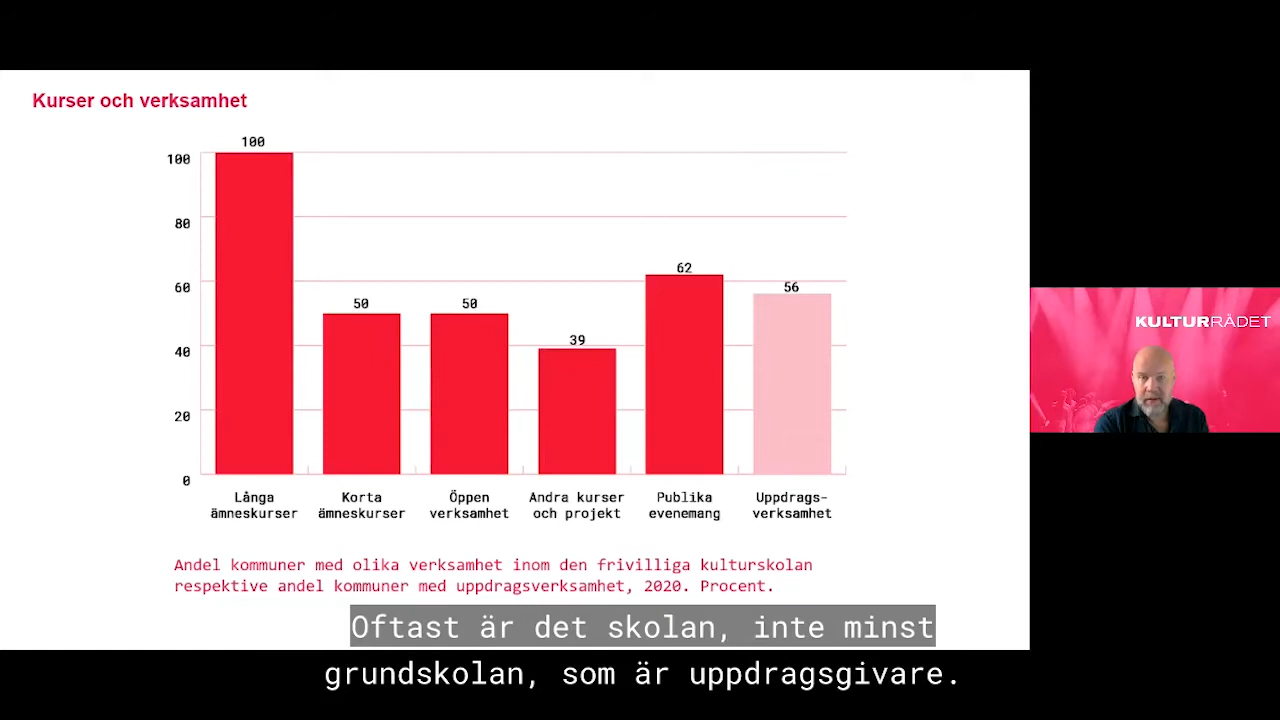 Kurser och verksamhet
100
100
80
60
40
20
0
50
50
39
62
56
Långa
ämneskurser
Korta
ämneskurser
Öppen
verksamhet
Andra kurser
och projekt
Publika
evenemang
Uppdrags-
verksamhet
Andel kommuner med olika verksamhet inom den frivilliga kulturskolan
respektive andel kommuner med uppdragsverksamhet, 2020. Procent.
KULTURRÅDET
Oftast är det skolan, inte minst
grundskolan, som är uppdragsgivare.